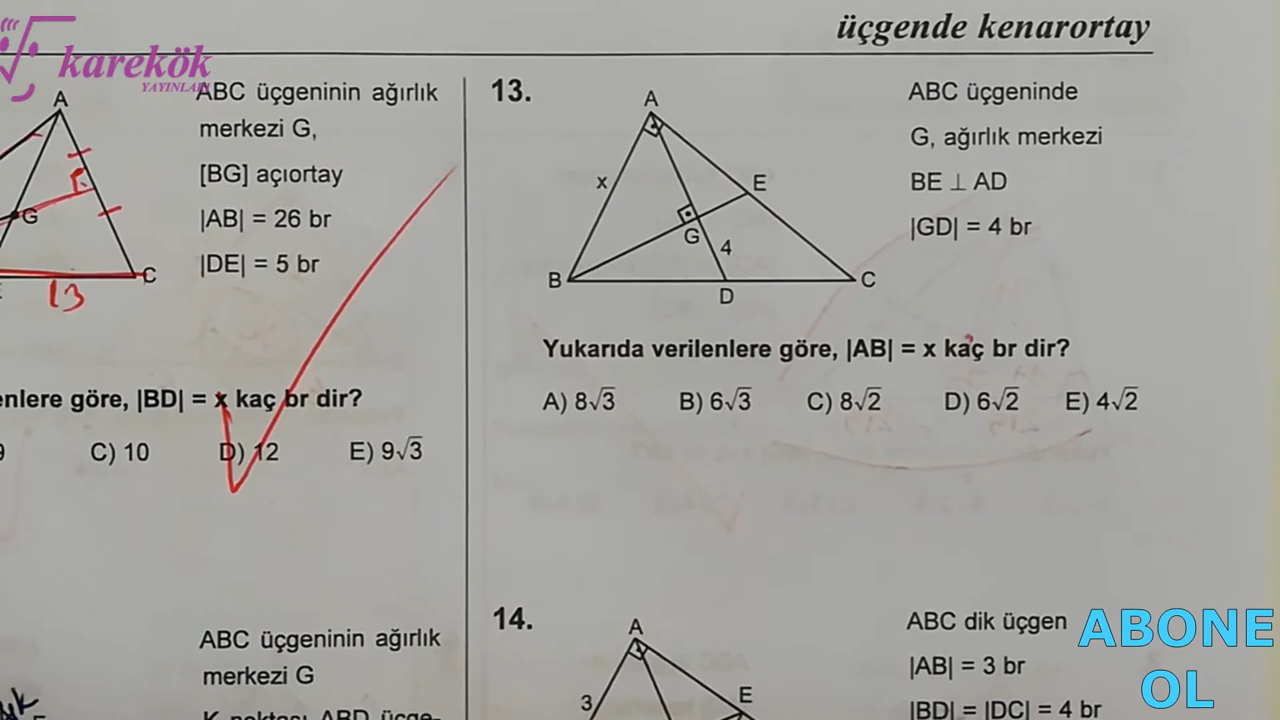 üçgende kenarortay
karekök
YAYINLARI
A
G
C
13
ABC üçgeninin ağırlık
merkezi G,
[BG] açıortay
|AB| = 26 br
|DE| = 5 br
enlere göre, |BD| = x kaç br dir?
C) 10 D) 12 E) 9√3
ABC üçgeninin ağırlık
merkezi G
13.
A
x
E
G
4
B
C
D
ABC üçgeninde
G, ağırlık merkezi
BE ⊥ AD
|GD| = 4 br
Yukarıda verilenlere göre, |AB| = x kaç br dir?
A) 8√3 B) 6√3 C) 8√2 D) 6√2 E) 4√2
14.
A
E
3
ABC dik üçgen
|AB| = 3 br
|BD| = |DC| = 4 br
ABONE
OL